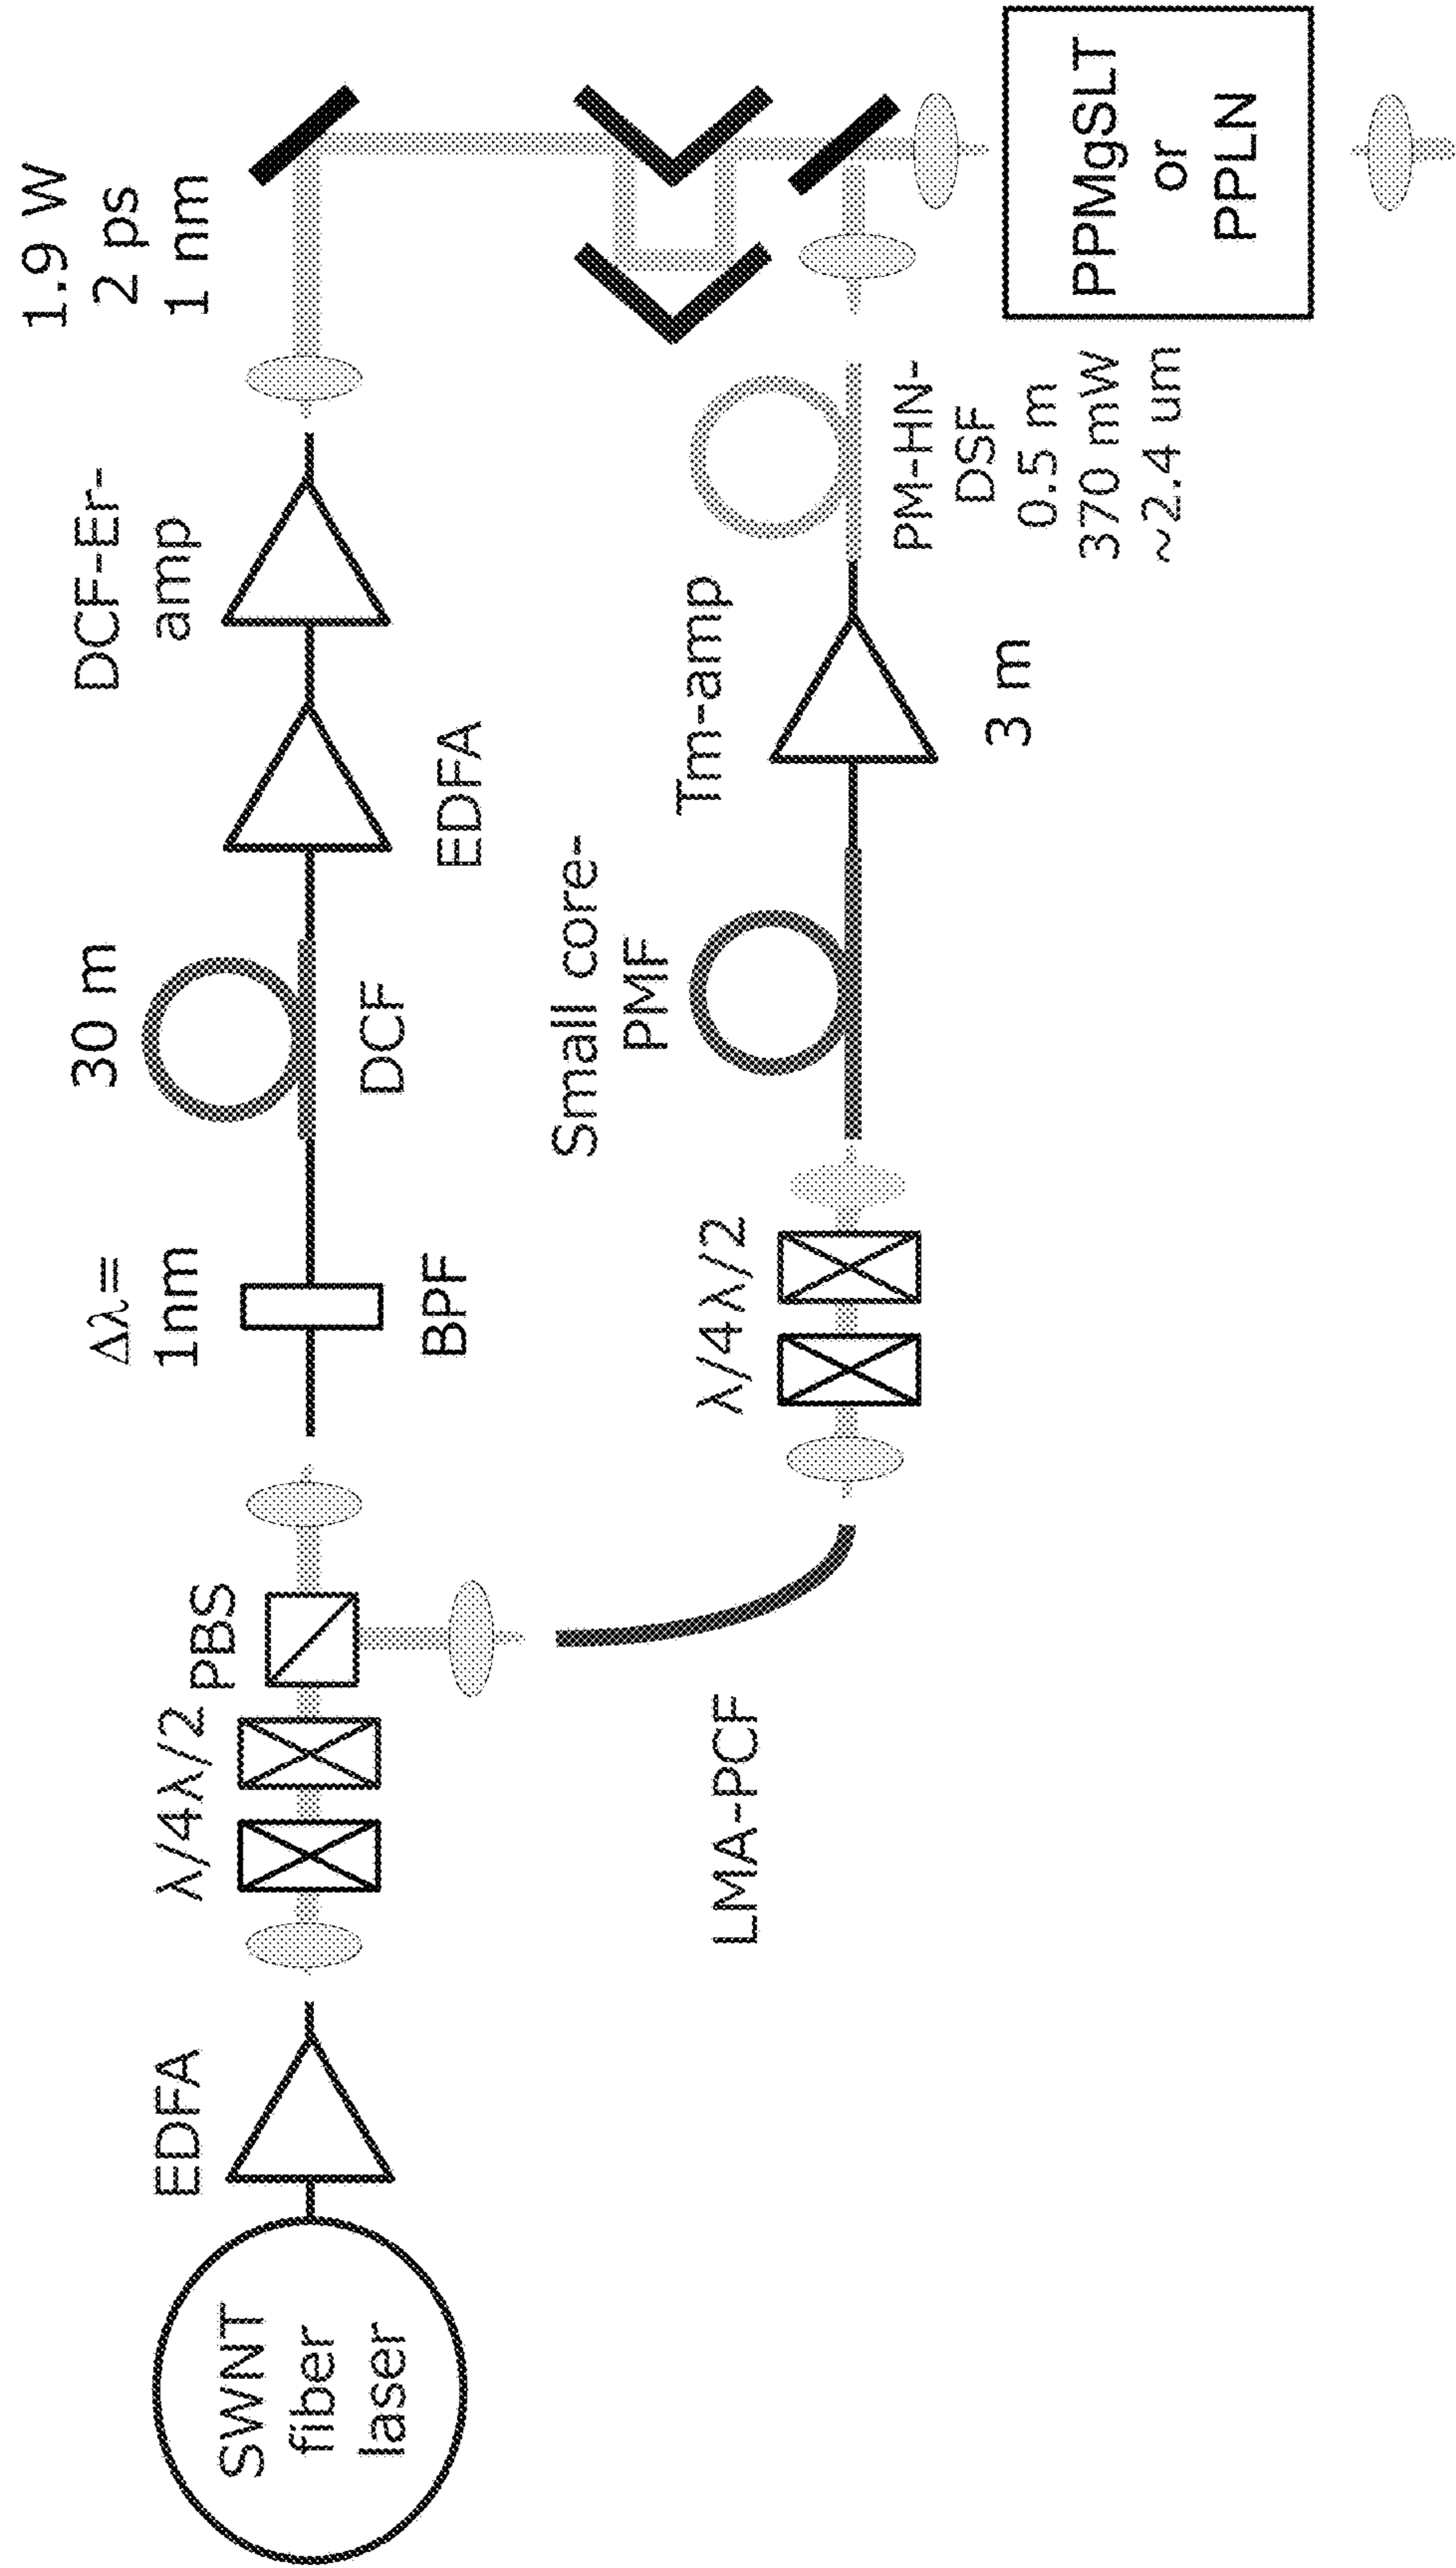 SWNT
fiber
laser
EDFA
λ/4λ/2
PBS
Δλ=
1nm
BPF
30 m
DCF
EDFA
DCF-Er-
amp
1.9 W
2 ps
1 nm
LMA-PCF
λ/4λ/2
Small core-
PMF
Tm-amp
3 m
PM-HN-
DSF
0.5 m
370 mW
~2.4 um
PPMgSLT
or
PPLN